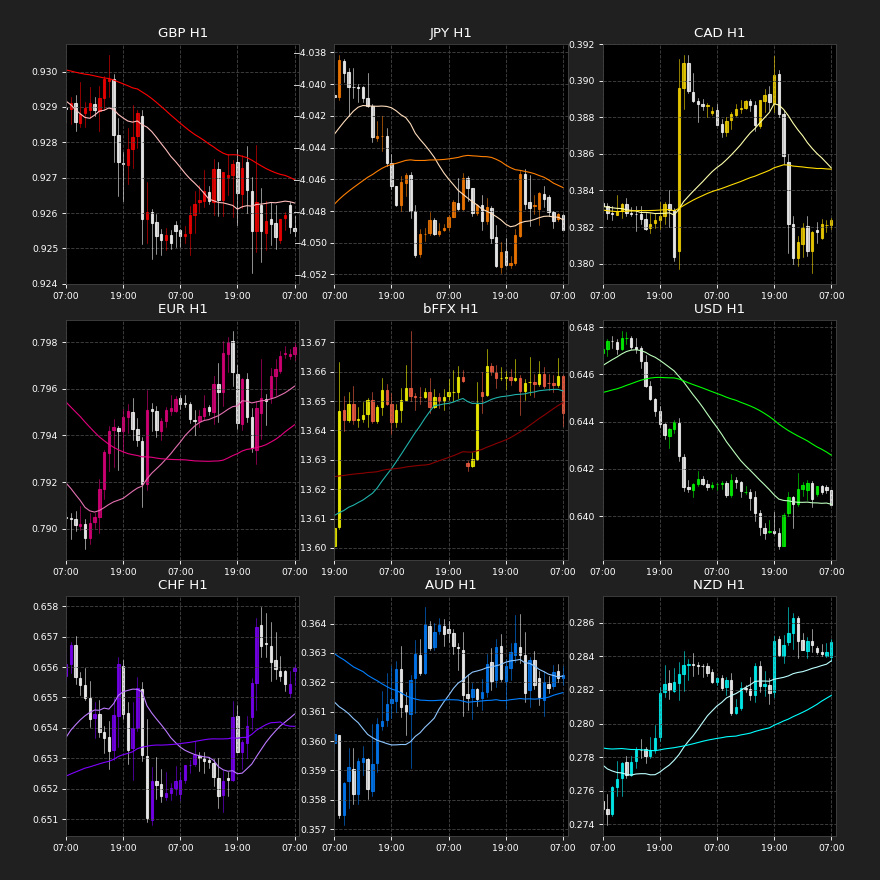 GBP H1 JPY H1 CAD H1
0.930 0.929 0.928 0.927 0.926 0.925 0.924
−4.038 −4.040 −4.042 −4.044 −4.046 −4.048 −4.050 −4.052
0.392 0.390 0.388 0.386 0.384 0.382 0.380
07:00 19:00 07:00 19:00 07:00 07:00 19:00 07:00 19:00 07:00 07:00 19:00 07:00 19:00 07:00
EUR H1 bFFX H1 USD H1
0.798 0.796 0.794 0.792 0.790
13.67 13.66 13.65 13.64 13.63 13.62 13.61 13.60
0.648 0.646 0.644 0.642 0.640
07:00 19:00 07:00 19:00 07:00 19:00 07:00 19:00 07:00 07:00 19:00 07:00 19:00 07:00
CHF H1 AUD H1 NZD H1
0.658 0.657 0.656 0.655 0.654 0.653 0.652 0.651
0.364 0.363 0.362 0.361 0.360 0.359 0.358 0.357
0.286 0.284 0.282 0.280 0.278 0.276 0.274
07:00 19:00 07:00 19:00 07:00 07:00 19:00 07:00 19:00 07:00 07:00 19:00 07:00 19:00 07:00